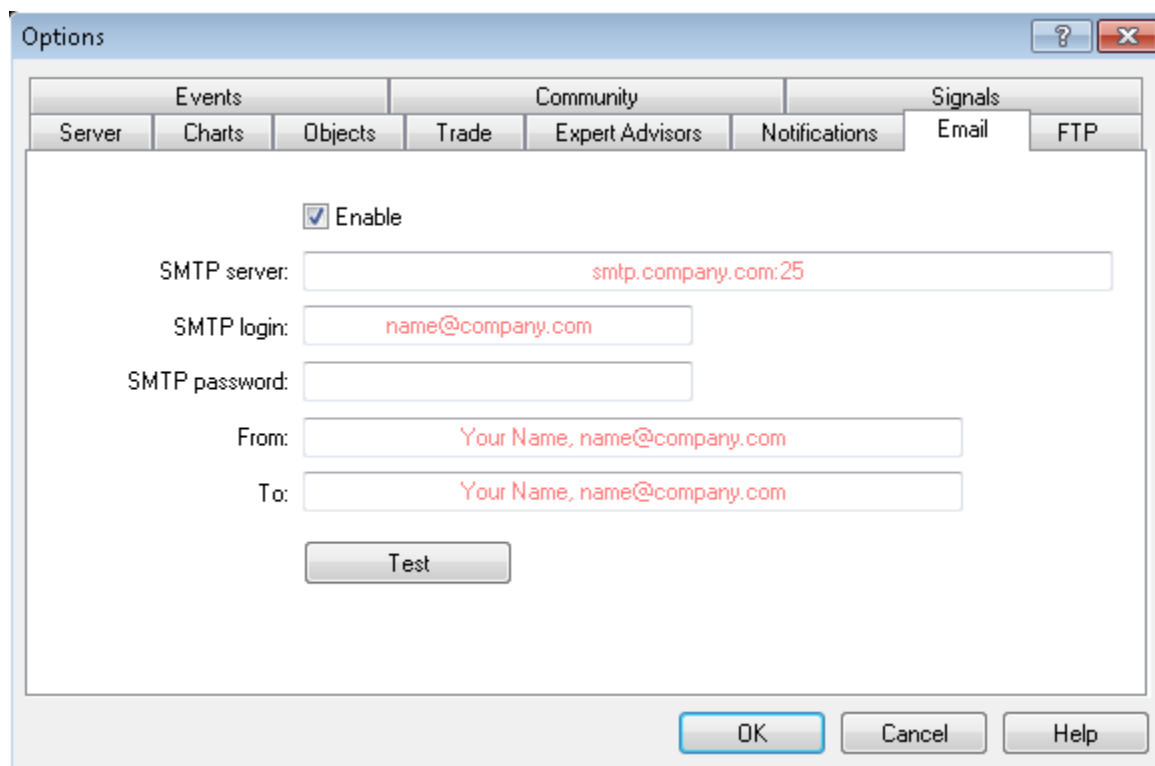 Options
Events Community Signals
Server Charts Objects Trade Expert Advisors Notifications Email FTP
Enable
SMTP server: smtp.company.com:25
SMTP login: name@company.com
SMTP password:
From: Your Name, name@company.com
To: Your Name, name@company.com
Test
OK Cancel Help